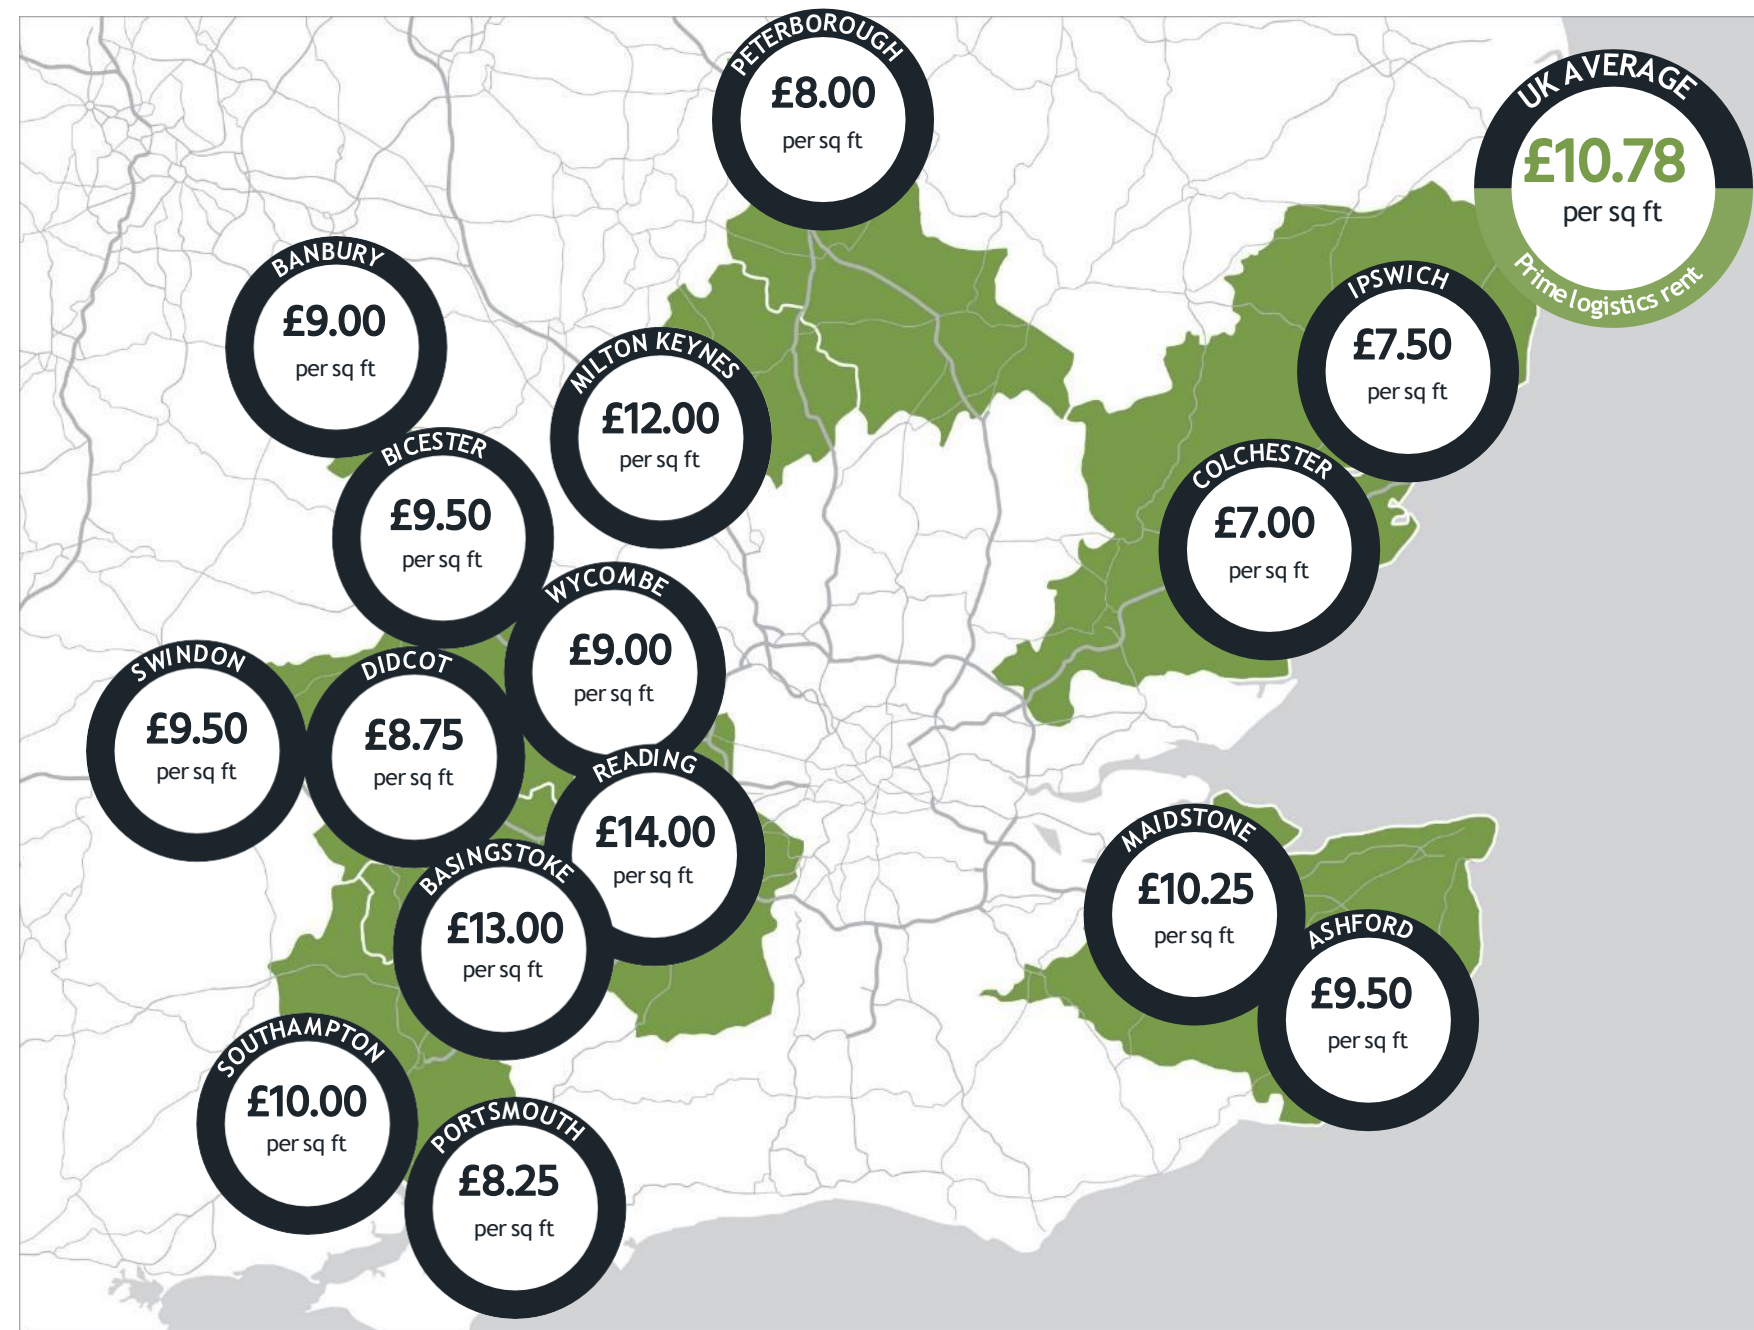 PETERBOROUGH
£8.00
per sq ft
UK AVERAGE
£10.78
per sq ft
Prime logistics rent
BANBURY
£9.00
per sq ft
IPSWICH
£7.50
per sq ft
MILTON KEYNES
£12.00
per sq ft
BICESTER
£9.50
per sq ft
COLCHESTER
£7.00
per sq ft
WYCOMBE
£9.00
per sq ft
SWINDON
£9.50
per sq ft
DIDCOT
£8.75
per sq ft
READING
£14.00
per sq ft
MAIDSTONE
£10.25
per sq ft
BASINGSTOKE
£13.00
per sq ft
ASHFORD
£9.50
per sq ft
SOUTHAMPTON
£10.00
per sq ft
PORTSMOUTH
£8.25
per sq ft